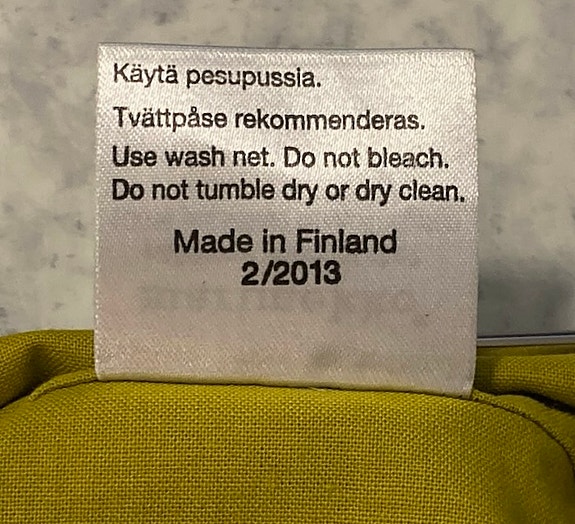 Käytä pesupussia.
Tvättpåse rekommenderas.
Use wash net. Do not bleach.
Do not tumble dry or dry clean.
Made in Finland
2/2013